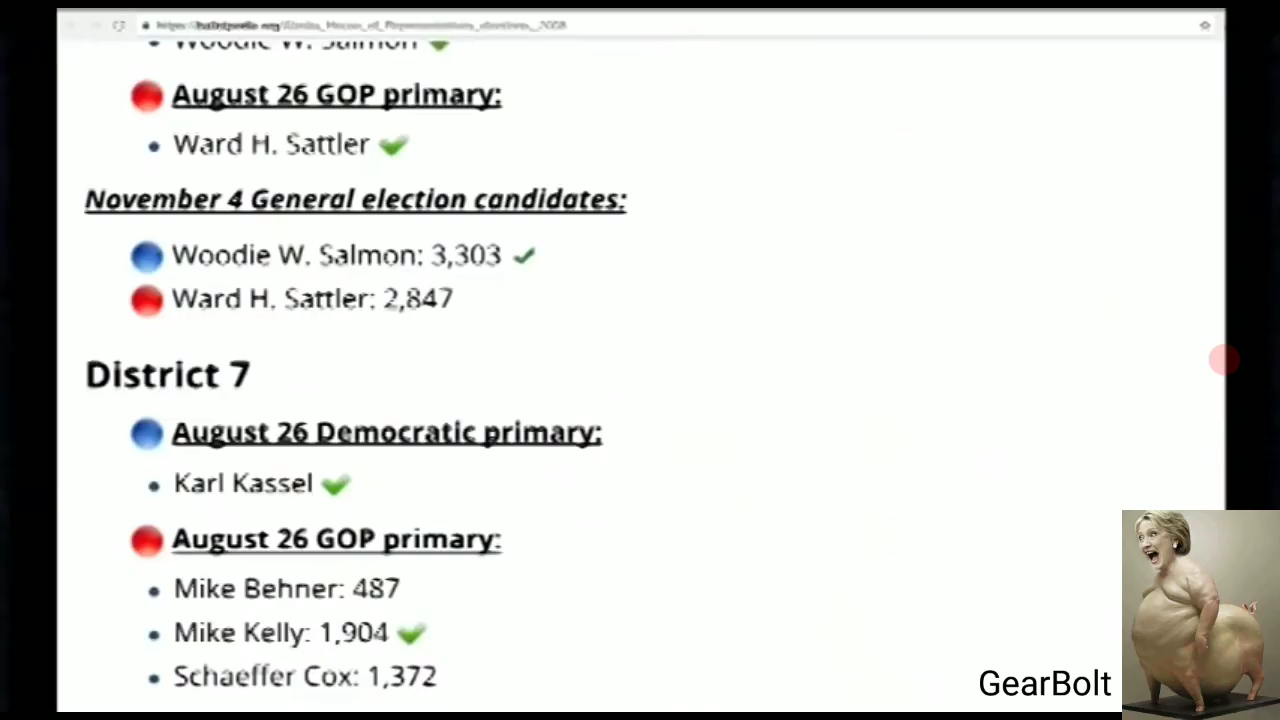 Woodie W. Salmon
August 26 GOP primary:
Ward H. Sattler
November 4 General election candidates:
Woodie W. Salmon: 3,303
Ward H. Sattler: 2,847
District 7
August 26 Democratic primary:
Karl Kassel
August 26 GOP primary:
Mike Behner: 487
Mike Kelly: 1,904
Schaeffer Cox: 1,372
GearBolt